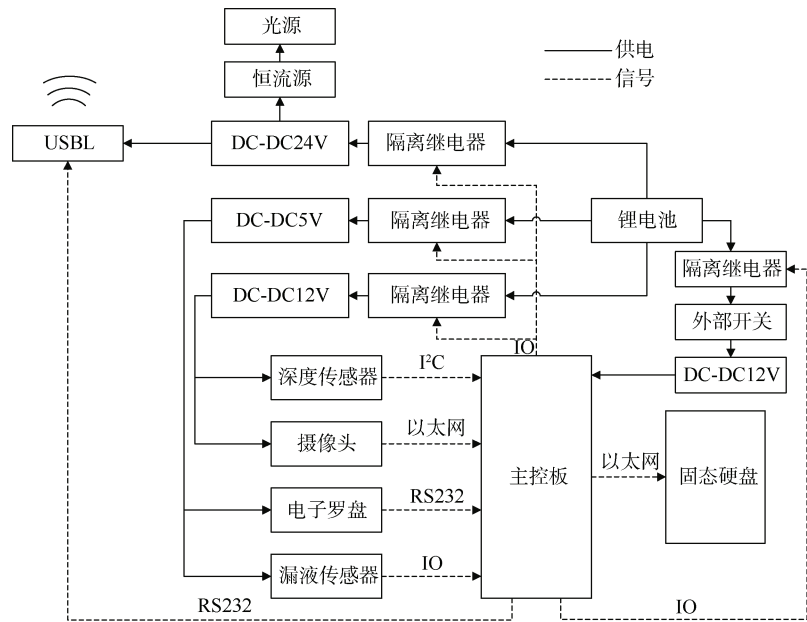 光源
供电
恒流源
信号
USBL
DC-DC24V
隔离继电器
DC-DC5V
隔离继电器
锂电池
隔离继电器
DC-DC12V
隔离继电器
外部开关
IO
深度传感器
I²C
DC-DC12V
摄像头
以太网
主控板
以太网
固态硬盘
电子罗盘
RS232
漏液传感器
IO
RS232
IO